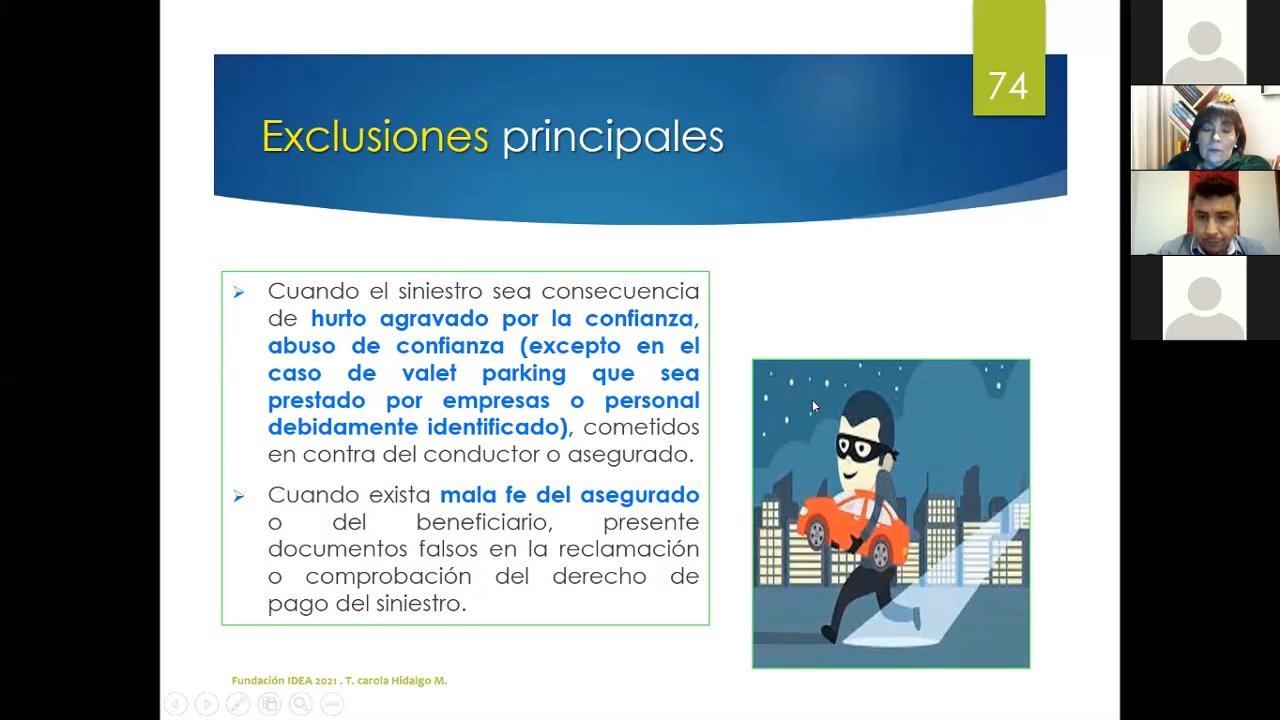 74
Exclusiones principales
Cuando el siniestro sea consecuencia
de hurto agravado por la confianza,
abuso de confianza (excepto en el
caso de valet parking que sea
prestado por empresas o personal
debidamente identificado), cometidos
en contra del conductor o asegurado.
Cuando exista mala fe del asegurado
o del beneficiario, presente
documentos falsos en la reclamación
o comprobación del derecho de
pago del siniestro.
Fundación IDEA 2021 . T. carola Hidalgo M.